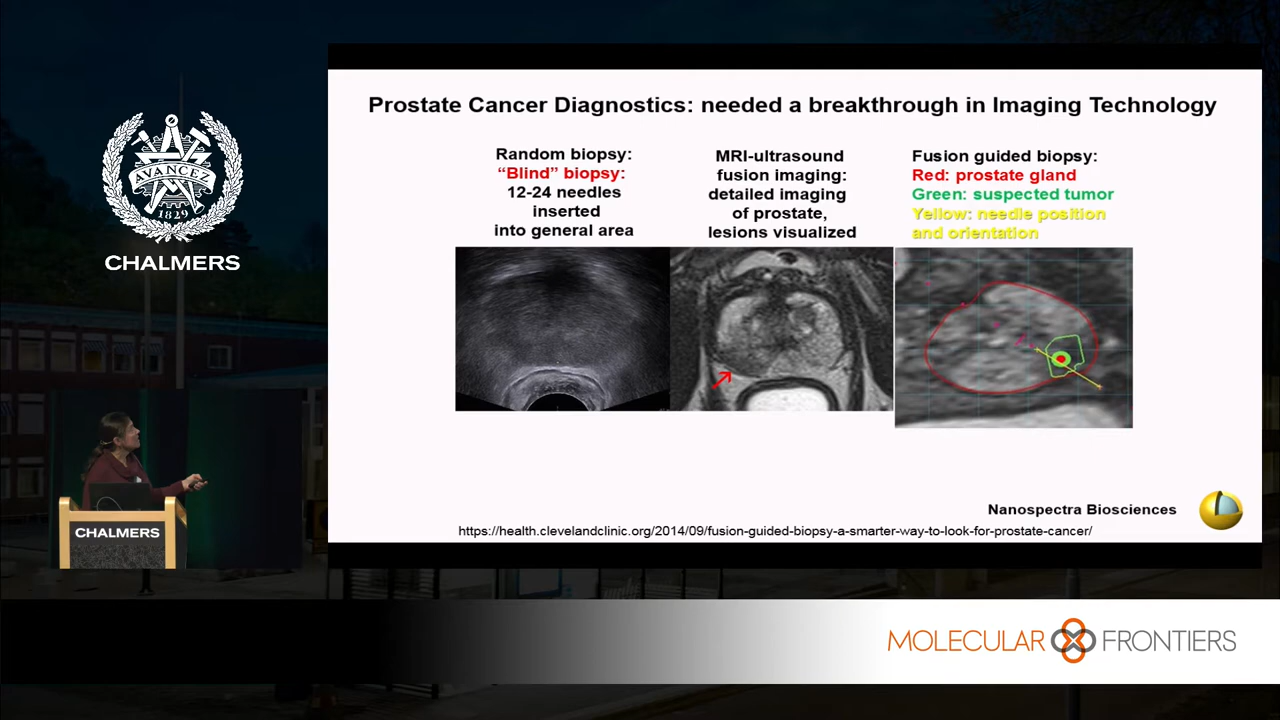 AVANCEZ
1829
CHALMERS
CHALMERS
Prostate Cancer Diagnostics: needed a breakthrough in Imaging Technology
Random biopsy:
“Blind” biopsy:
12-24 needles
inserted
into general area
MRI-ultrasound
fusion imaging:
detailed imaging
of prostate,
lesions visualized
Fusion guided biopsy:
Red: prostate gland
Green: suspected tumor
Yellow: needle position
and orientation
Nanospectra Biosciences
https://health.clevelandclinic.org/2014/09/fusion-guided-biopsy-a-smarter-way-to-look-for-prostate-cancer/
MOLECULAR FRONTIERS